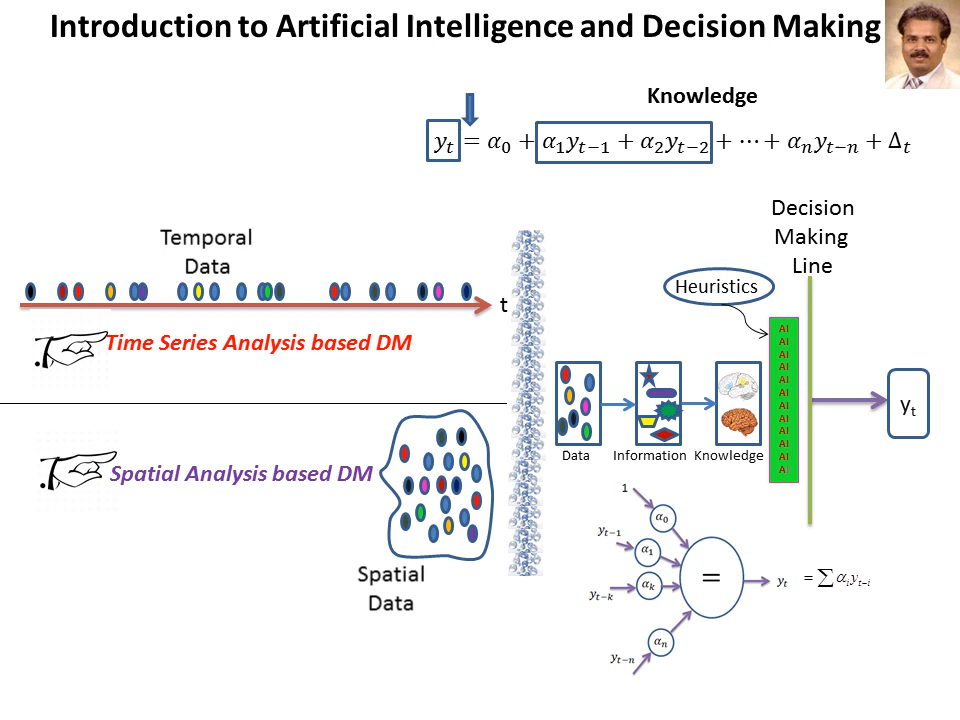 Introduction to Artificial Intelligence and Decision Making
Knowledge
yₜ = α₀ + α₁yₜ₋₁ + α₂yₜ₋₂ + ⋯ + αₙyₜ₋ₙ + Δₜ
Decision
Making
Line
Temporal
Data
t
Time Series Analysis based DM
Heuristics
AI
AI
AI
AI
AI
AI
AI
AI
AI
AI
AI
AI
yₜ
Data
Information
Knowledge
Spatial Analysis based DM
Spatial
Data
1
α₀
yₜ₋₁
α₁
yₜ₋ₖ
αₖ
yₜ₋ₙ
αₙ
=
yₜ
= ∑ αᵢyₜ₋ᵢ